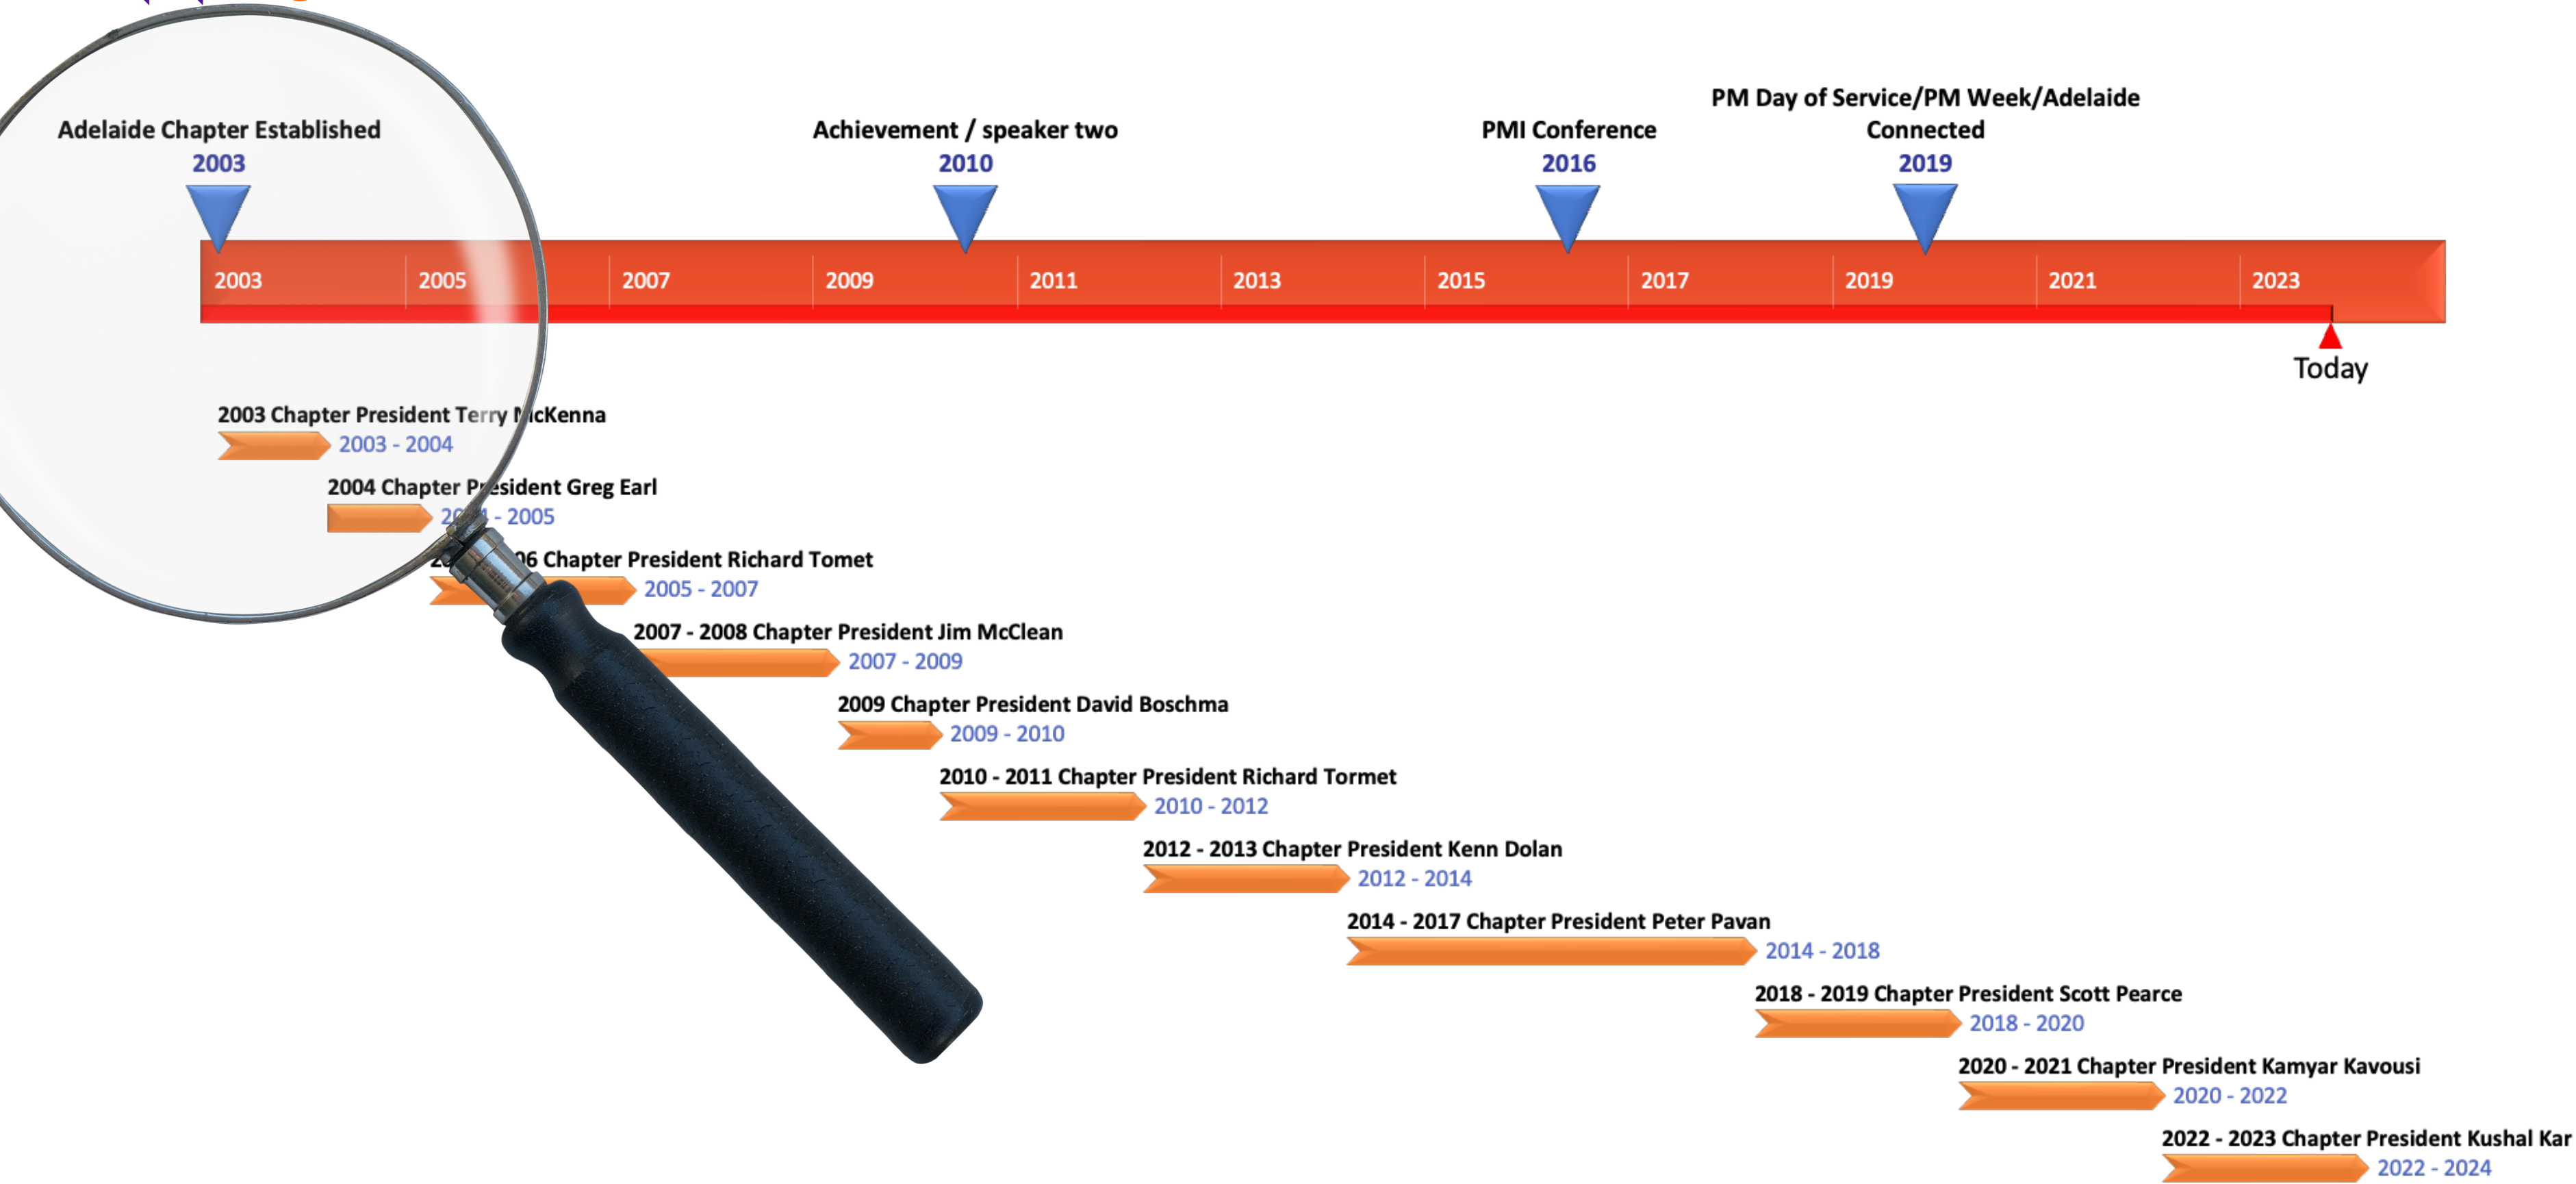 PM Day of Service/PM Week/Adelaide
Connected
Adelaide Chapter Established
Achievement / speaker two
PMI Conference
2003
2010
2016
2019
2003
2005
2007
2009
2011
2013
2015
2017
2019
2021
2023
Today
2003 Chapter President Terry McKenna
2003 - 2004
2004 Chapter President Greg Earl
- 2005
Chapter President Richard Tomet
2005 - 2007
2007 - 2008 Chapter President Jim McClean
2007 - 2009
2009 Chapter President David Boschma
2009 - 2010
2010 - 2011 Chapter President Richard Tormet
2010 - 2012
2012 - 2013 Chapter President Kenn Dolan
2012 - 2014
2014 - 2017 Chapter President Peter Pavan
2014 - 2018
2018 - 2019 Chapter President Scott Pearce
2018 - 2020
2020 - 2021 Chapter President Kamyar Kavousi
2020 - 2022
2022 - 2023 Chapter President Kushal Kar
2022 - 2024